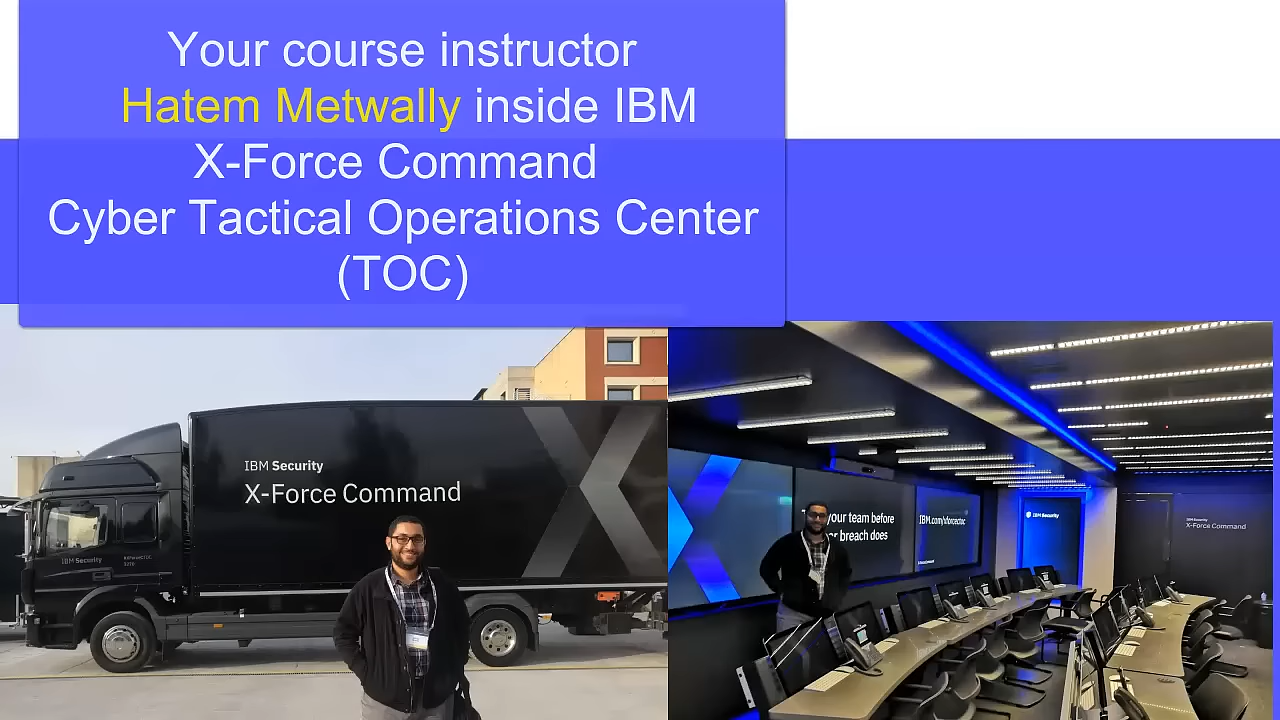 Your course instructor
Hatem Metwally inside IBM
X-Force Command
Cyber Tactical Operations Center
(TOC)
IBM Security
X-Force Command
IBM Security
your team before
breach does
IBM.com/xforcectoc
IBM Security
IBM Security
X-Force Command